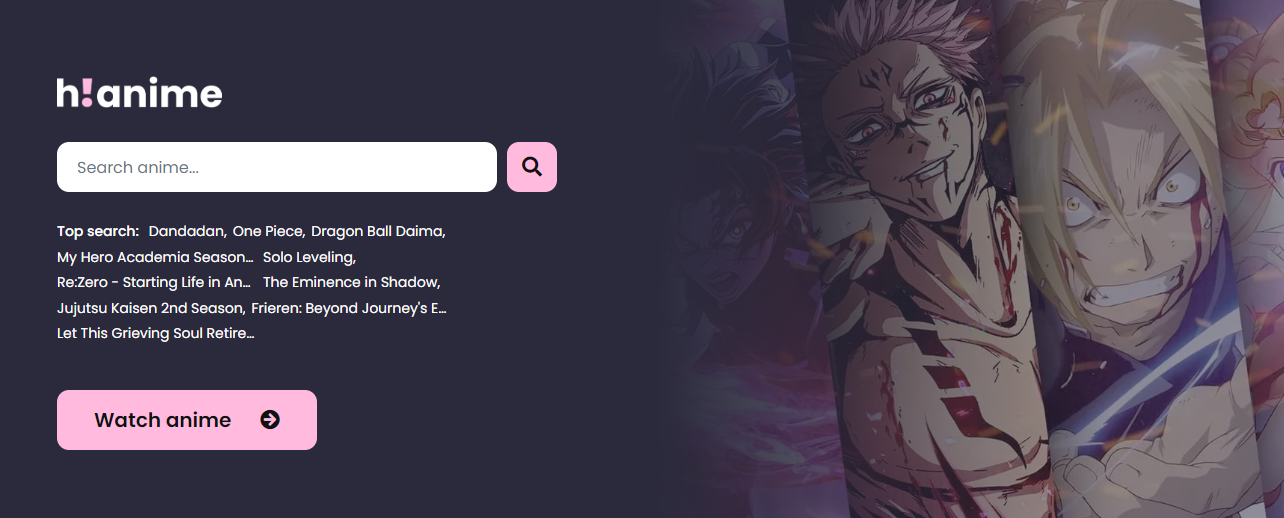 h!anime
Search anime...
Top search: Dandadan, One Piece, Dragon Ball Daima,
My Hero Academia Season... Solo Leveling,
Re:Zero - Starting Life in An... The Eminence in Shadow,
Jujutsu Kaisen 2nd Season, Frieren: Beyond Journey's E...
Let This Grieving Soul Retire...
Watch anime